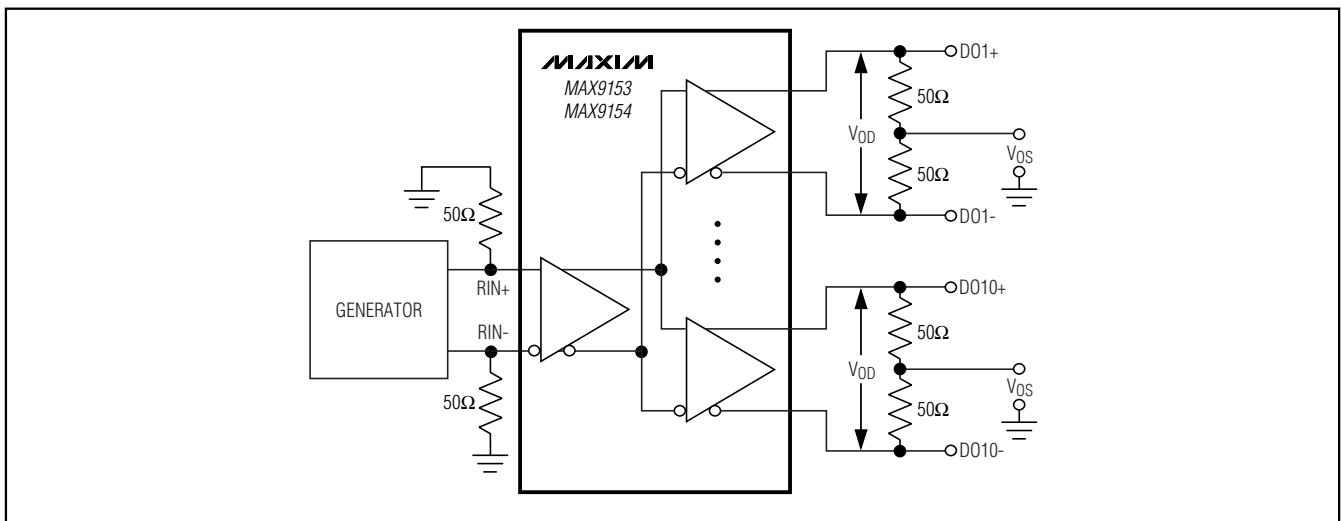 MAXIM
MAX9153
MAX9154
DO1+
50Ω
VOD
VOS
50Ω
50Ω
DO1-
GENERATOR
RIN+
RIN-
50Ω
DO10+
50Ω
VOD
VOS
50Ω
DO10-